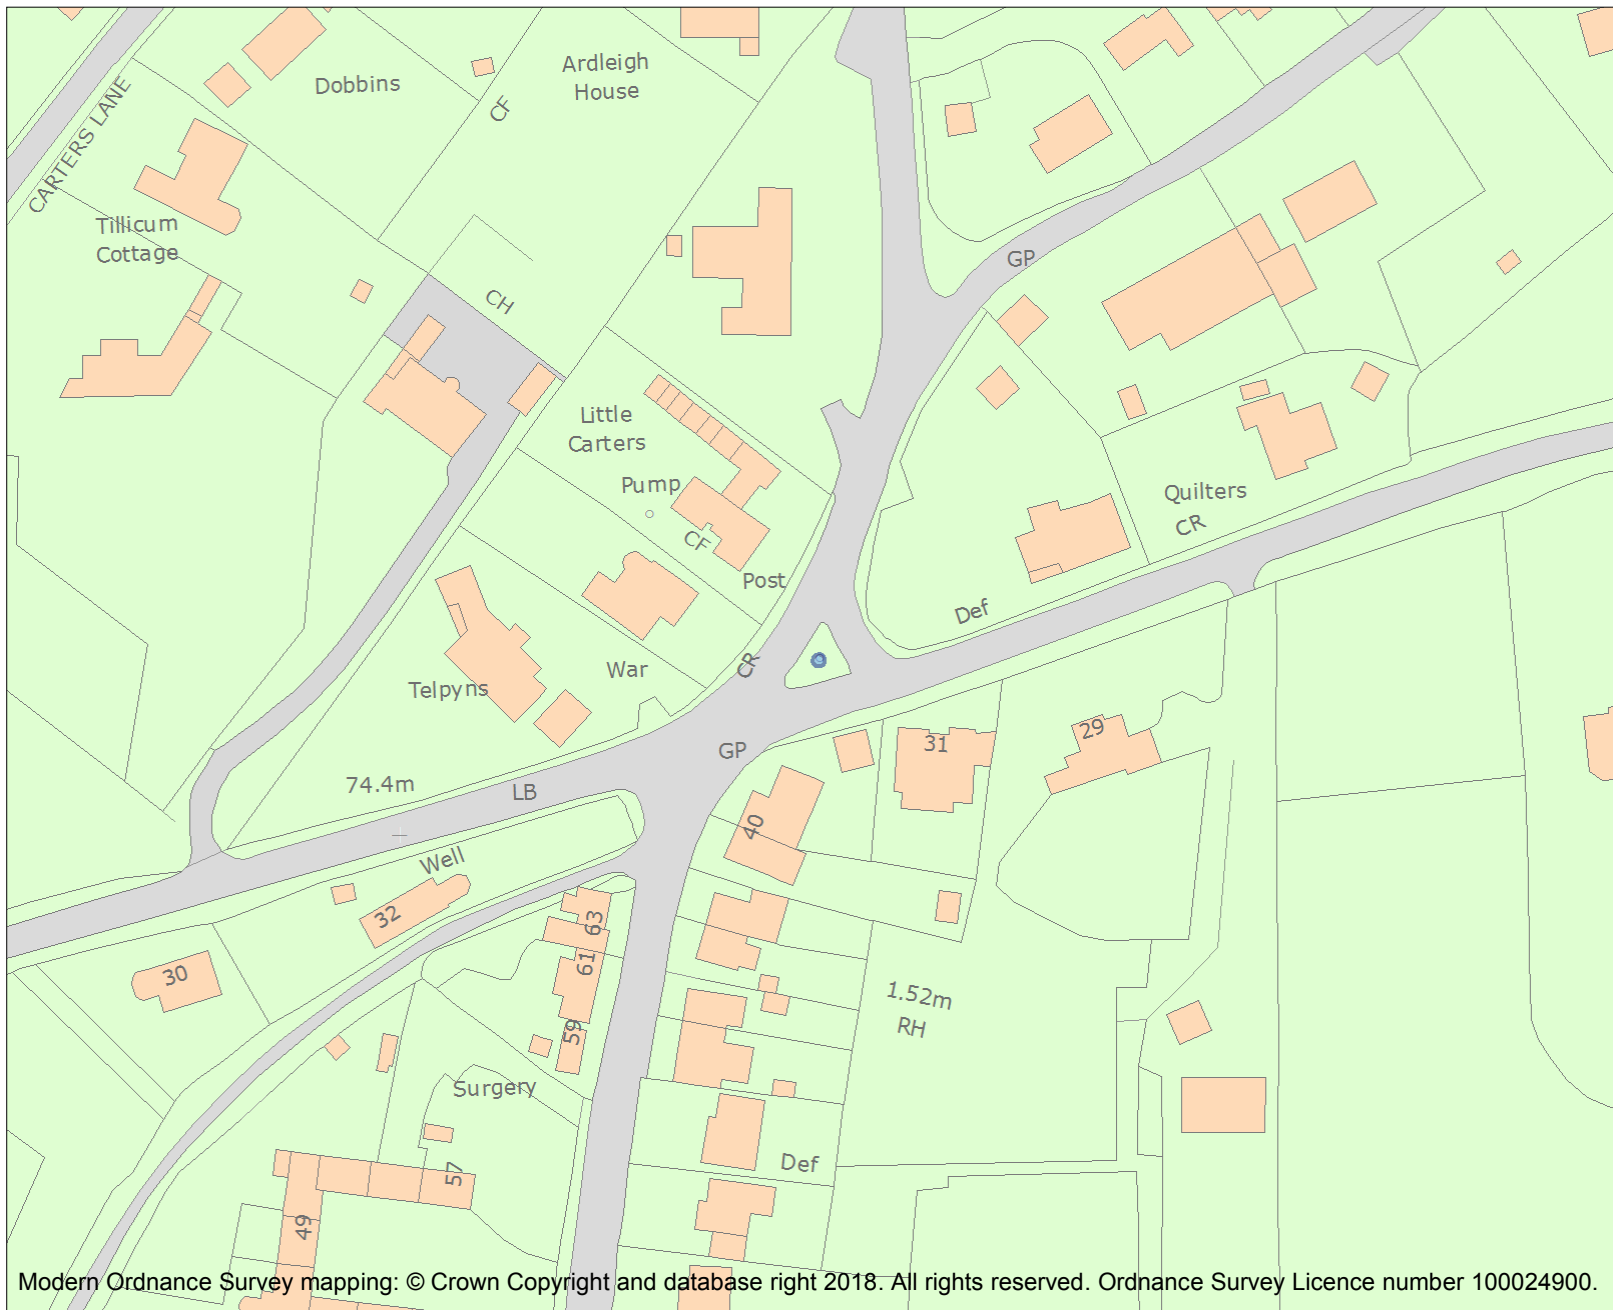 Ardleigh
House
Dobbins
CF
CARTERS LANE
Tillicum
Cottage
GP
CH
Little
Carters
Pump
Quilters
CR
CF
Post
Def
CR
War
Telpyns
29
31
GP
74.4m
LB
40
Well
32
63
61
30
1.52m
RH
59
Surgery
Def
57
49
Modern Ordnance Survey mapping: © Crown Copyright and database right 2018. All rights reserved. Ordnance Survey Licence number 100024900.